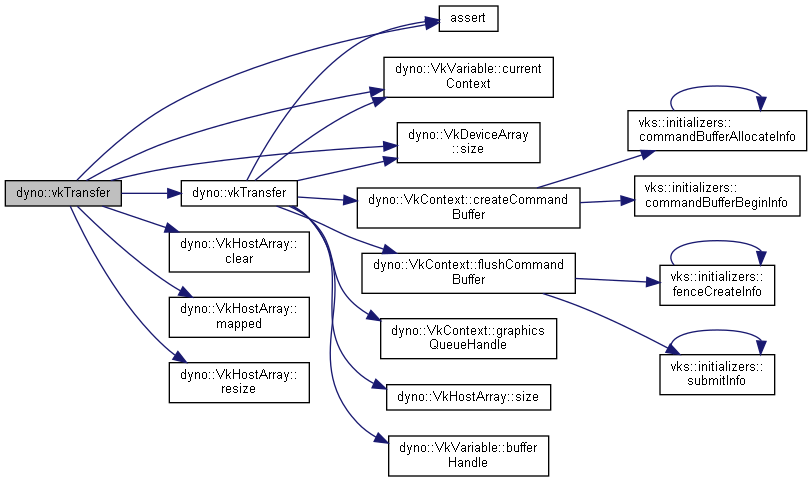 assert
dyno::VkVariable::current
Context
dyno::VkDeviceArray
::size
vks::initializers::
commandBufferAllocateInfo
dyno::vkTransfer
dyno::vkTransfer
dyno::VkContext::createCommand
Buffer
vks::initializers::
commandBufferBeginInfo
dyno::VkHostArray::
clear
dyno::VkContext::flushCommand
Buffer
vks::initializers::
fenceCreateInfo
dyno::VkHostArray::
mapped
dyno::VkContext::graphics
QueueHandle
dyno::VkHostArray::
resize
vks::initializers::
submitInfo
dyno::VkHostArray::size
dyno::VkVariable::buffer
Handle